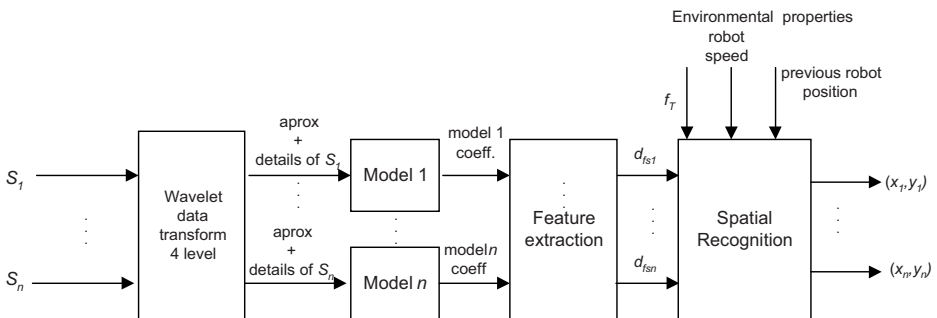 Environmental properties
robot
speed
previous robot
position
f_T
aprox
+
details of S_1
model 1
coeff.
d_fs1
S_1
Wavelet
data
transform
4 level
Model 1
Feature
extraction
Spatial
Recognition
(x_1,y_1)
aprox
+
details of S_n
model n
coeff
d_fsn
S_n
Model n
(x_n,y_n)